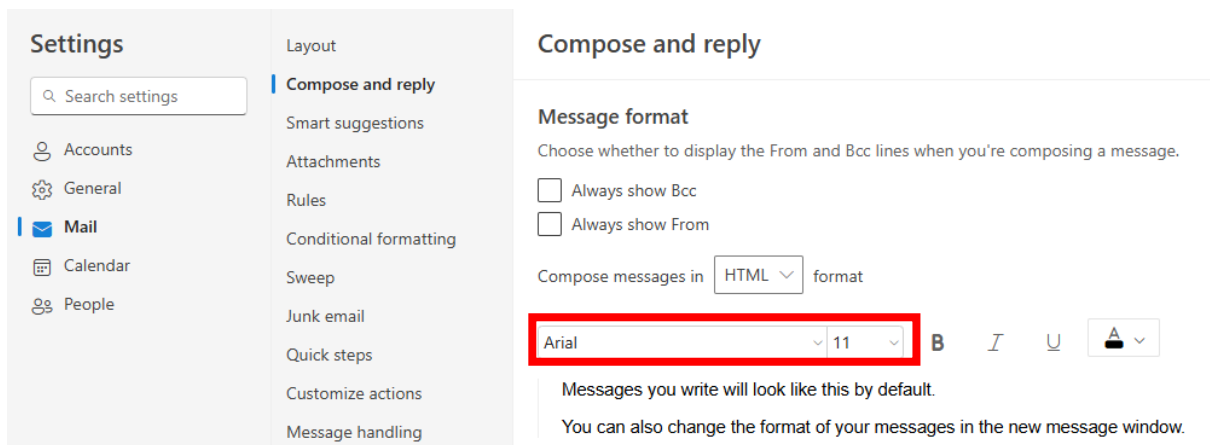 Settings
Search settings
Accounts
General
Mail
Calendar
People
Layout
Compose and reply
Smart suggestions
Attachments
Rules
Conditional formatting
Sweep
Junk email
Quick steps
Customize actions
Message handling
Compose and reply
Message format
Choose whether to display the From and Bcc lines when you're composing a message.
Always show Bcc
Always show From
Compose messages in HTML format
Arial 11 B I U A
Messages you write will look like this by default.
You can also change the format of your messages in the new message window.